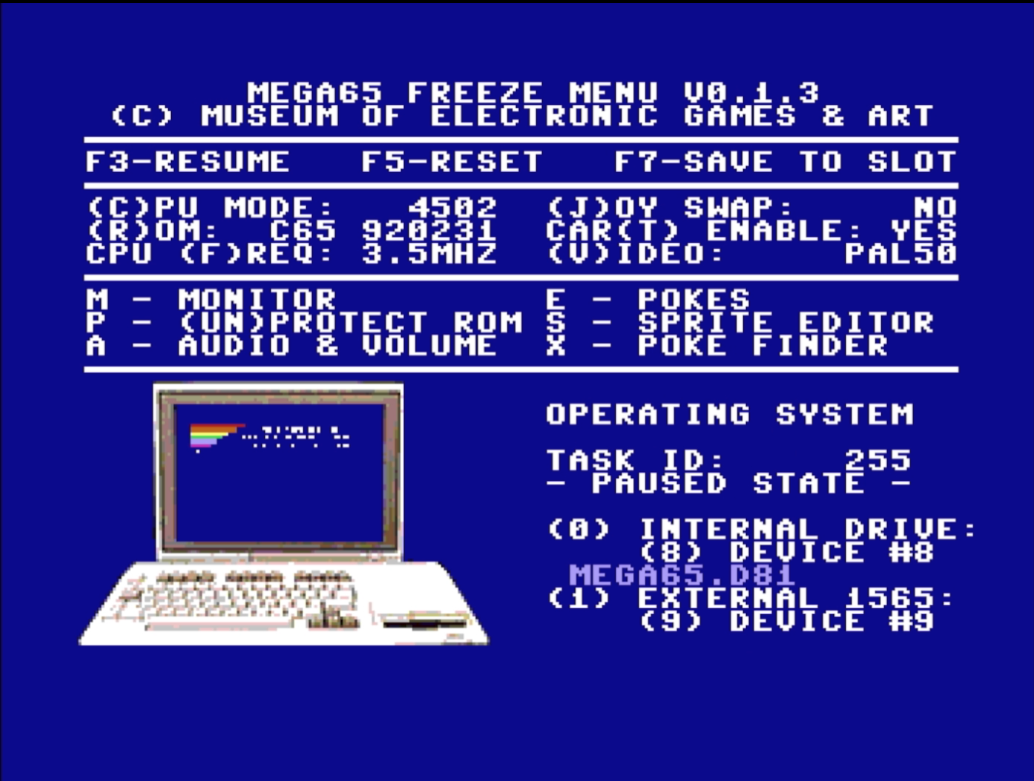 MEGA65 FREEZE MENU V0.1.3
(C) MUSEUM OF ELECTRONIC GAMES & ART
F3-RESUME F5-RESET F7-SAVE TO SLOT
(C)PU MODE: 4502 (J)OY SWAP: NO
(R)OM: C65 920231 CAR(T) ENABLE: YES
CPU (F)REQ: 3.5MHZ (V)IDEO: PAL50
M - MONITOR E - POKES
P - (UN)PROTECT ROM S - SPRITE EDITOR
A - AUDIO & VOLUME X - POKE FINDER
OPERATING SYSTEM
TASK ID: 255
- PAUSED STATE -
(0) INTERNAL DRIVE:
(8) DEVICE #8
MEGA65.D81
(1) EXTERNAL 1565:
(9) DEVICE #9